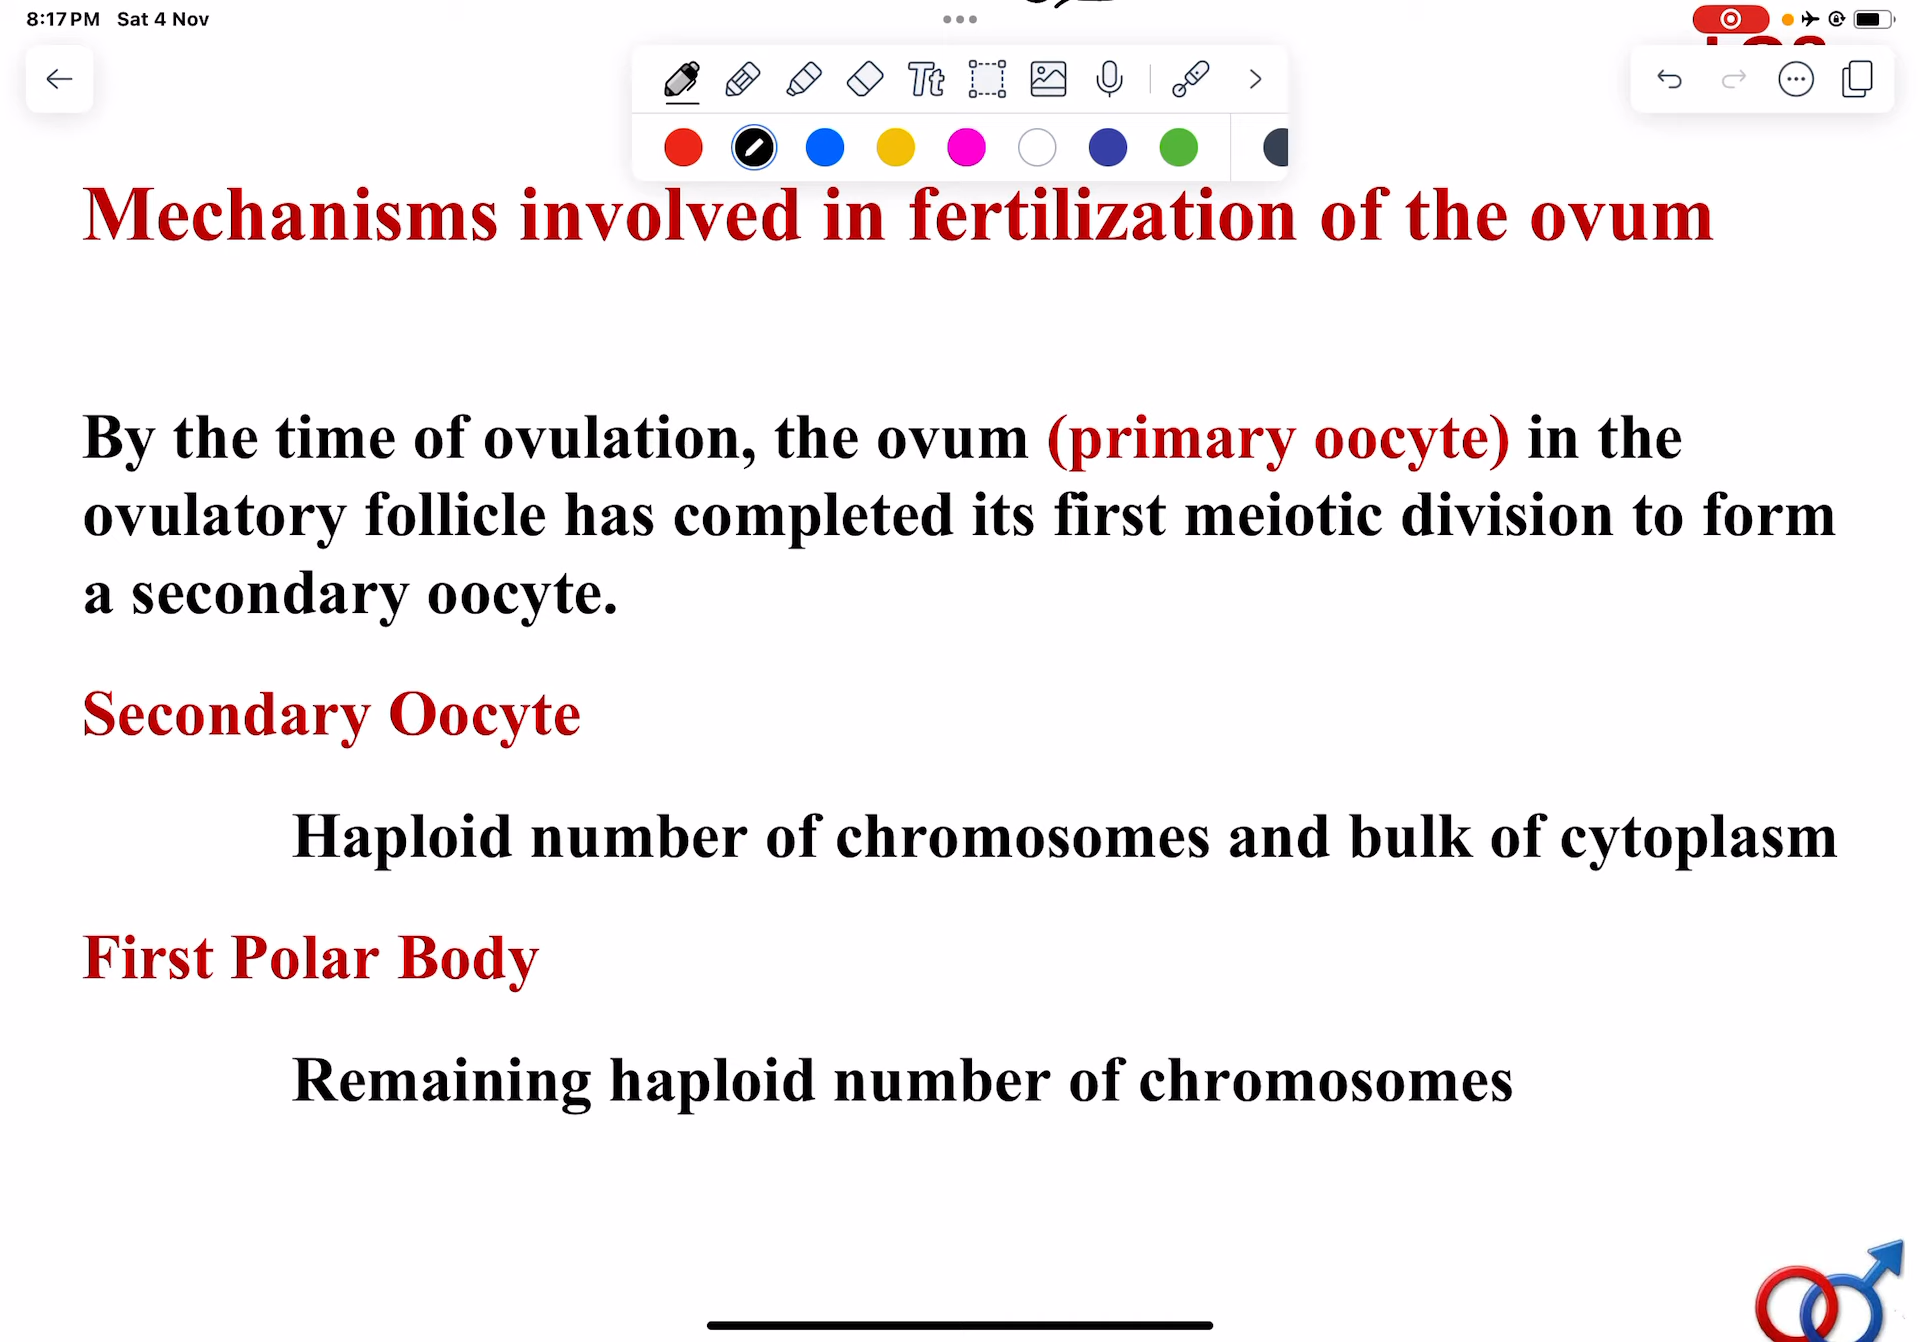 8:17 PM Sat 4 Nov
Tt
Mechanisms involved in fertilization of the ovum
By the time of ovulation, the ovum (primary oocyte) in the
ovulatory follicle has completed its first meiotic division to form
a secondary oocyte.
Secondary Oocyte
Haploid number of chromosomes and bulk of cytoplasm
First Polar Body
Remaining haploid number of chromosomes